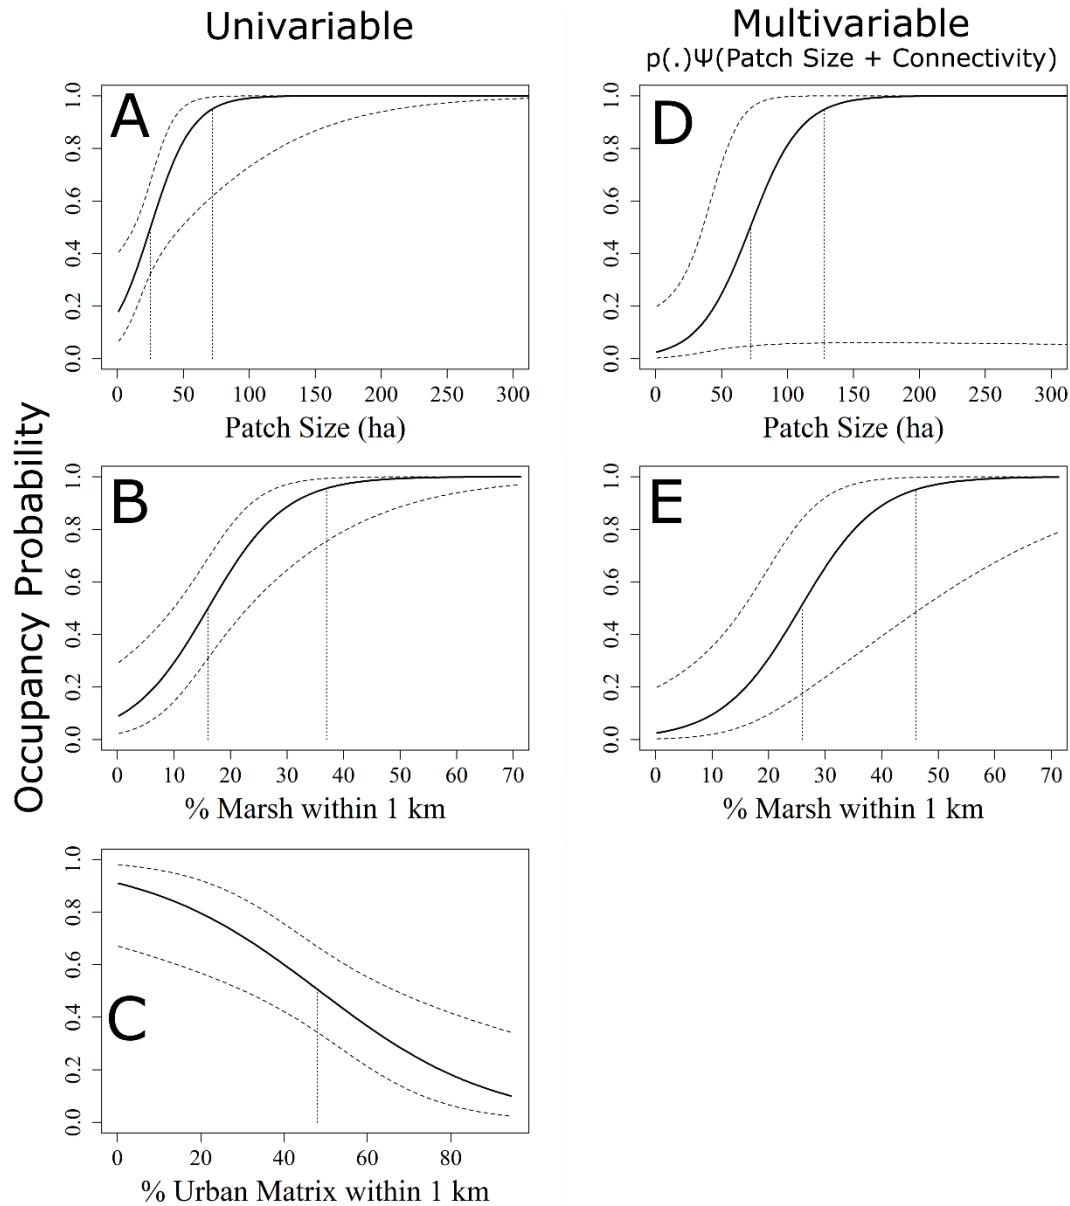 Univariable
Multivariable
p(.)Ψ(Patch Size + Connectivity)
Occupancy Probability
A
0.0 0.2 0.4 0.6 0.8 1.0
0 50 100 150 200 250 300
Patch Size (ha)
D
0.0 0.2 0.4 0.6 0.8 1.0
0 50 100 150 200 250 300
Patch Size (ha)
B
0.0 0.2 0.4 0.6 0.8 1.0
0 10 20 30 40 50 60 70
% Marsh within 1 km
E
0.0 0.2 0.4 0.6 0.8 1.0
0 10 20 30 40 50 60 70
% Marsh within 1 km
C
0.0 0.2 0.4 0.6 0.8 1.0
0 20 40 60 80
% Urban Matrix within 1 km